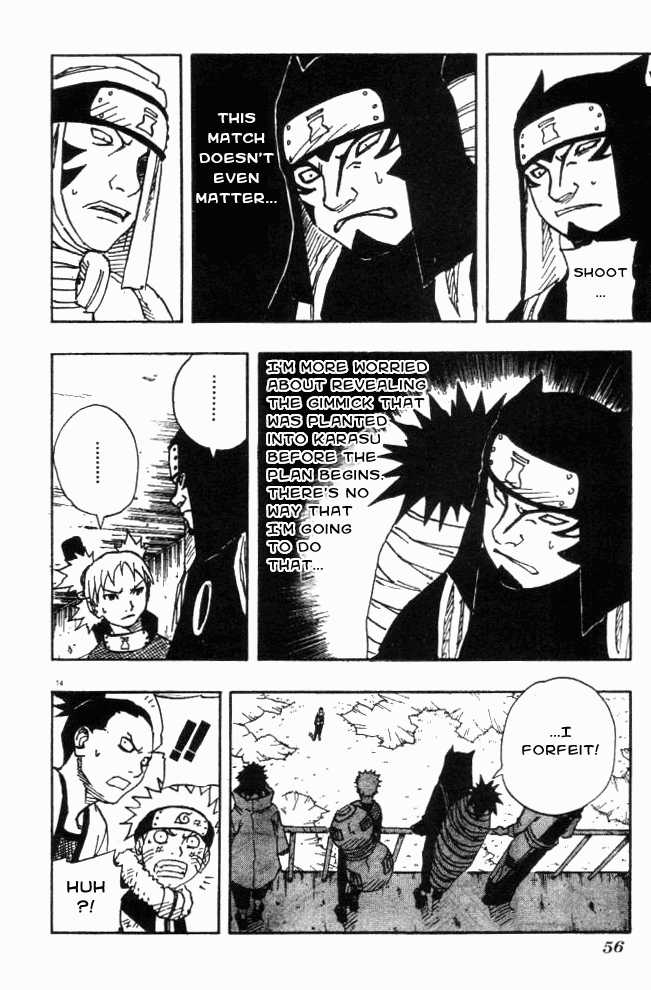 SHOOT
...
THIS
MATCH
DOESN'T
EVEN
MATTER...
I'M MORE WORRIED
ABOUT REVEALING
THE GIMMICK THAT
WAS PLANTED
INTO KARASU
BEFORE THE
PLAN BEGINS.
THERE'S NO
WAY THAT
I'M GOING
TO DO
THAT...
........
........
14
...I
FORFEIT!
!!
HUH
?!
56